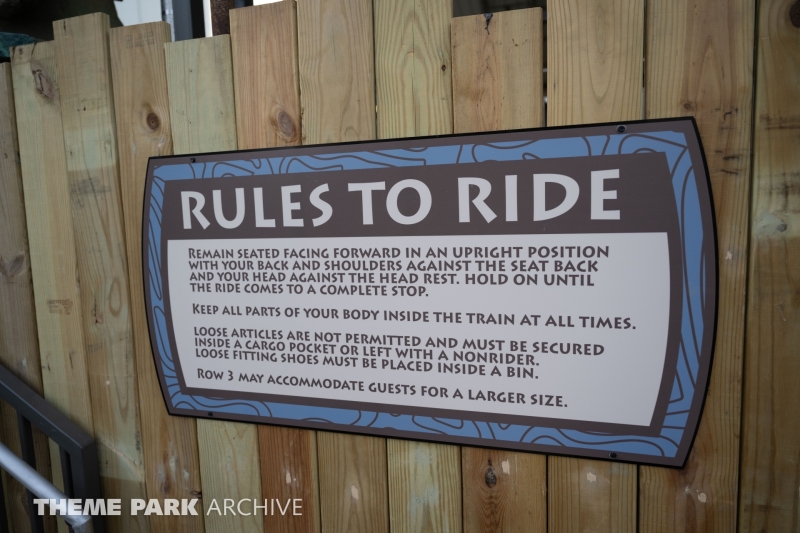 RULES TO RIDE
REMAIN SEATED FACING FORWARD IN AN UPRIGHT POSITION
WITH YOUR BACK AND SHOULDERS AGAINST THE SEAT BACK
AND YOUR HEAD AGAINST THE HEAD REST. HOLD ON UNTIL
THE RIDE COMES TO A COMPLETE STOP.
KEEP ALL PARTS OF YOUR BODY INSIDE THE TRAIN AT ALL TIMES.
LOOSE ARTICLES ARE NOT PERMITTED AND MUST BE SECURED
INSIDE A CARGO POCKET OR LEFT WITH A NONRIDER.
LOOSE FITTING SHOES MUST BE PLACED INSIDE A BIN.
ROW 3 MAY ACCOMMODATE GUESTS FOR A LARGER SIZE.
THEME PARK ARCHIVE